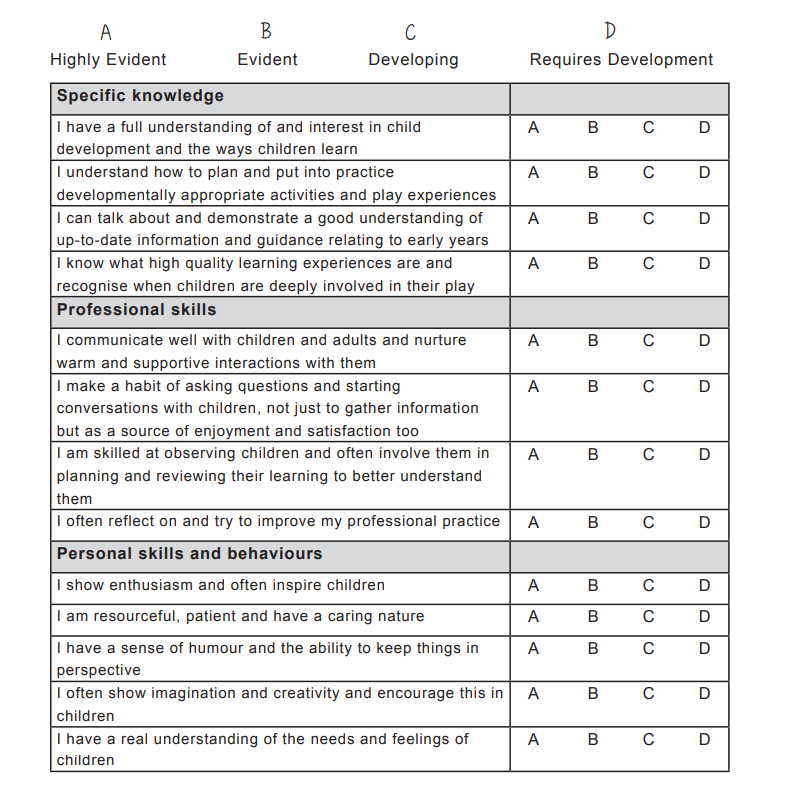 A B C D
Highly Evident Evident Developing Requires Development
Specific knowledge
I have a full understanding of and interest in child A B C D
development and the ways children learn
I understand how to plan and put into practice A B C D
developmentally appropriate activities and play experiences
I can talk about and demonstrate a good understanding of A B C D
up-to-date information and guidance relating to early years
I know what high quality learning experiences are and A B C D
recognise when children are deeply involved in their play
Professional skills
I communicate well with children and adults and nurture A B C D
warm and supportive interactions with them
I make a habit of asking questions and starting A B C D
conversations with children, not just to gather information
but as a source of enjoyment and satisfaction too
I am skilled at observing children and often involve them in A B C D
planning and reviewing their learning to better understand
them
I often reflect on and try to improve my professional practice A B C D
Personal skills and behaviours
I show enthusiasm and often inspire children A B C D
I am resourceful, patient and have a caring nature A B C D
I have a sense of humour and the ability to keep things in A B C D
perspective
I often show imagination and creativity and encourage this in A B C D
children
I have a real understanding of the needs and feelings of A B C D
children